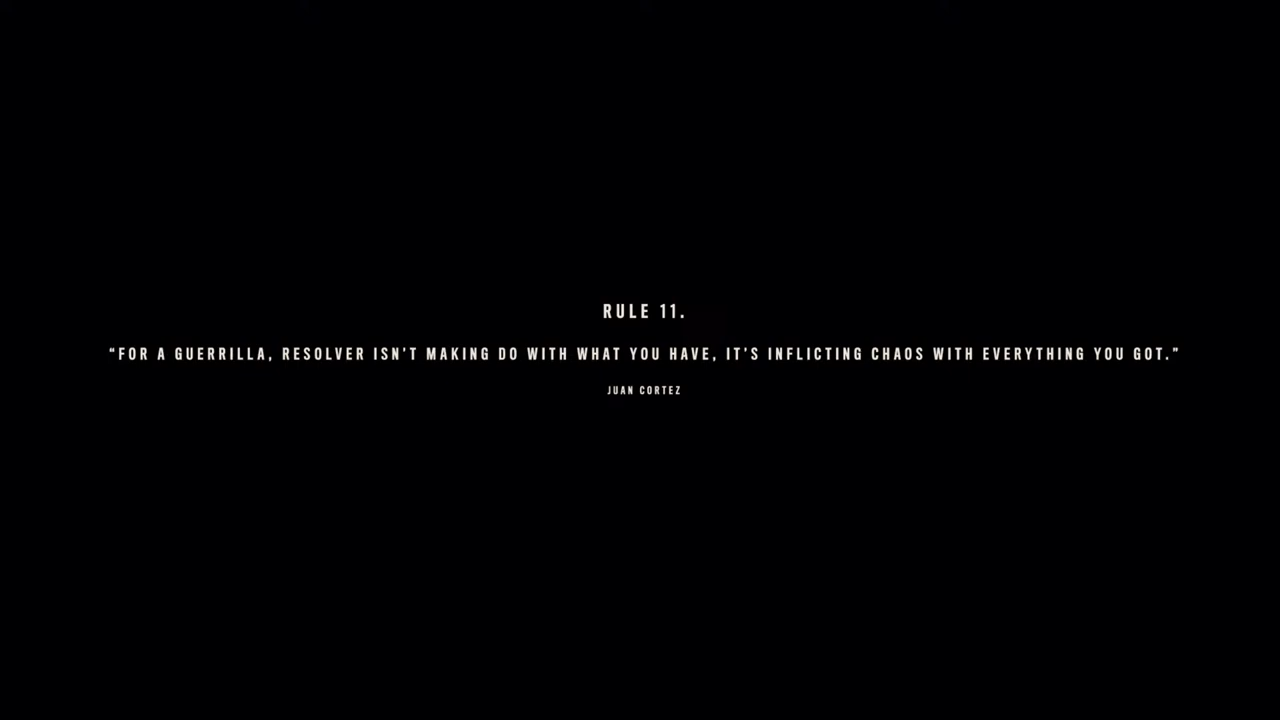 RULE 11.
“FOR A GUERRILLA, RESOLVER ISN’T MAKING DO WITH WHAT YOU HAVE, IT’S INFLICTING CHAOS WITH EVERYTHING YOU GOT.”
JUAN CORTEZ